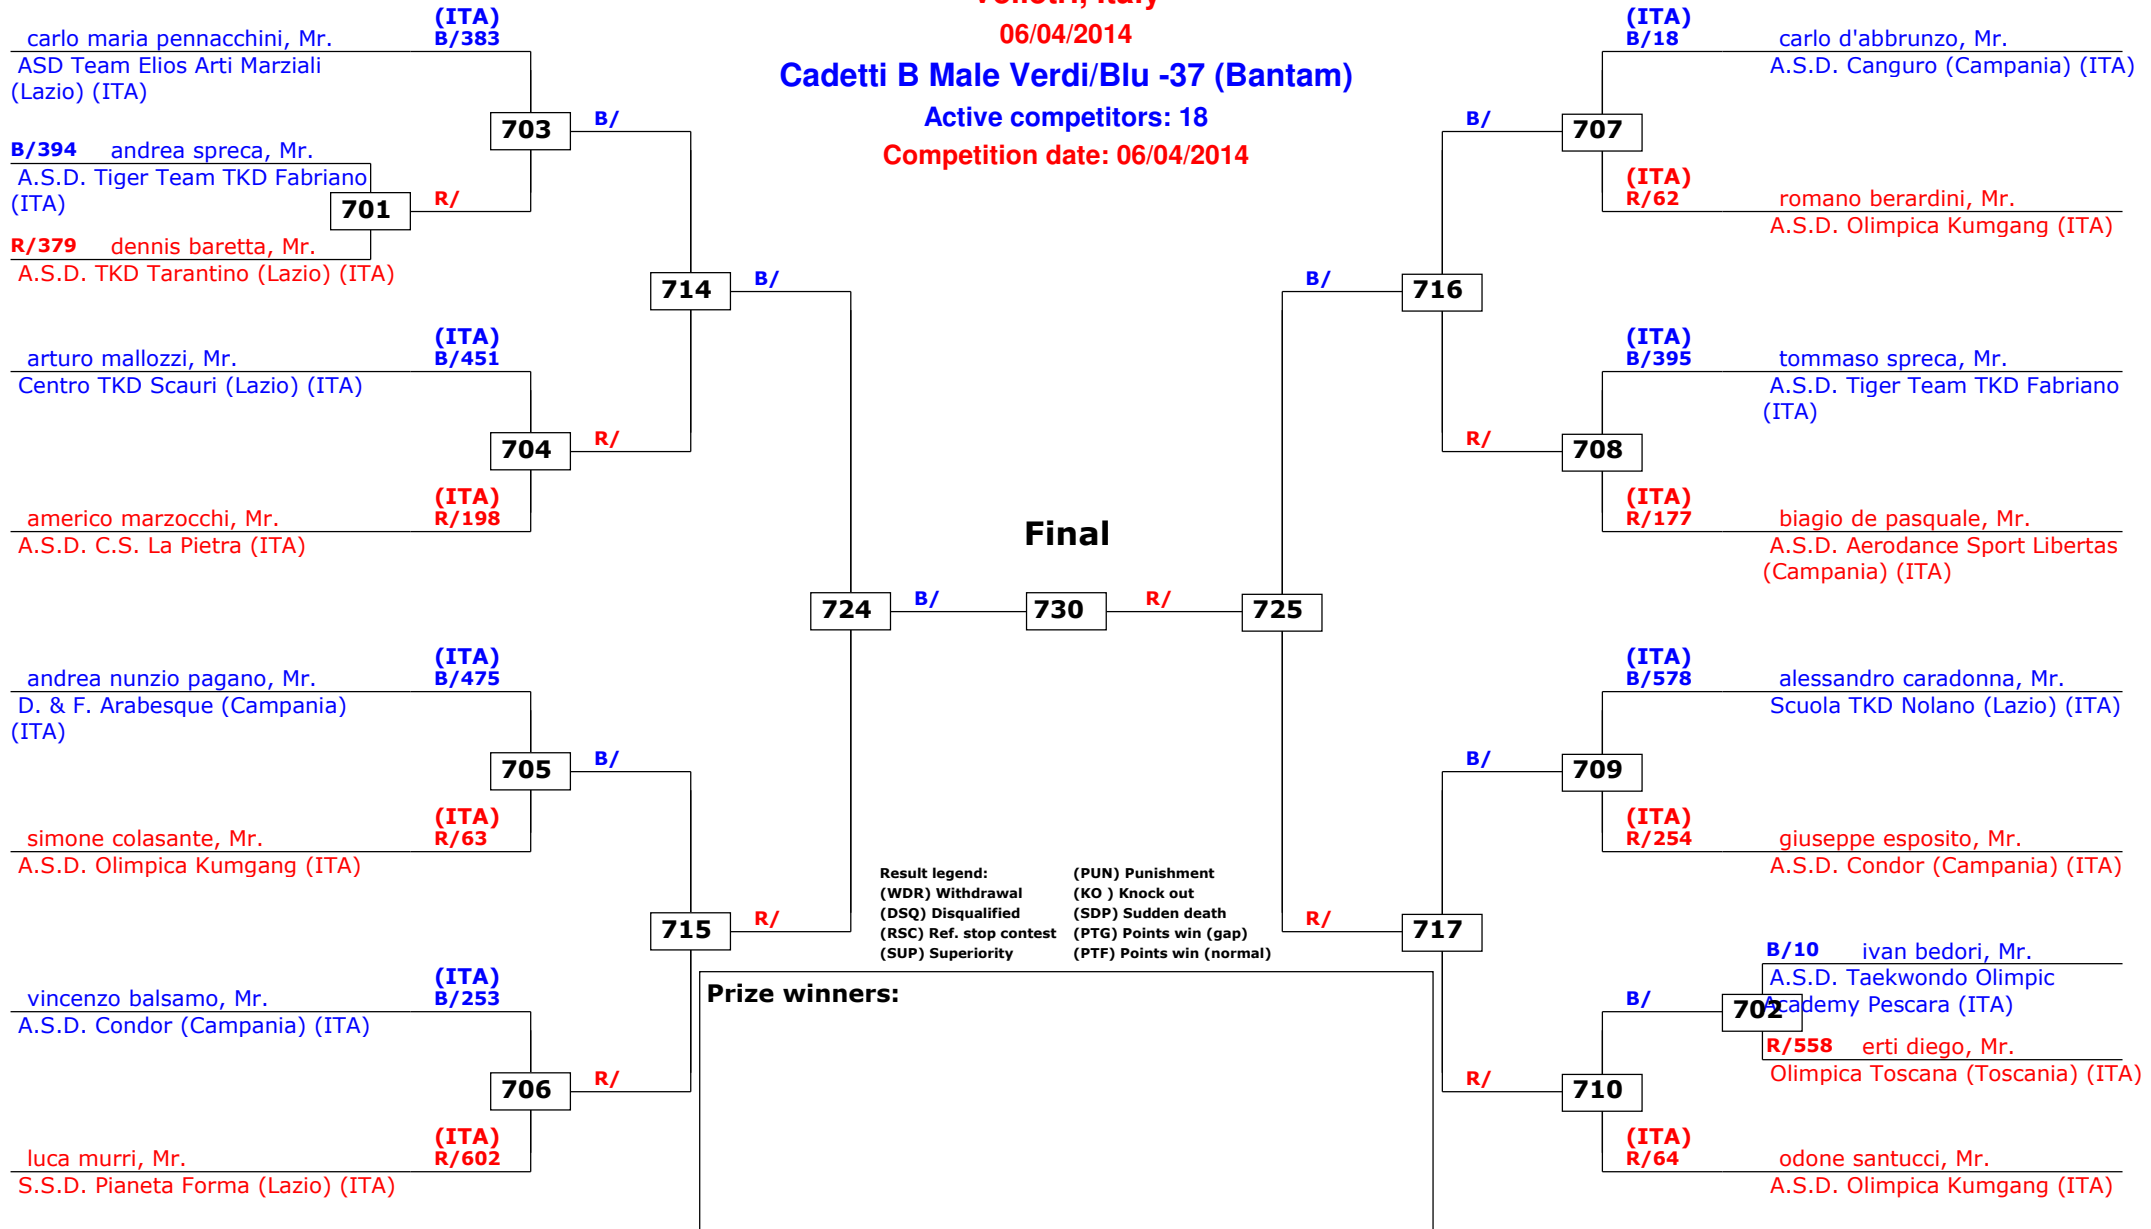 Velletri, Italy
06/04/2014
Cadetti B Male Verdi/Blu -37 (Bantam)
Active competitors: 18
Competition date: 06/04/2014
(ITA)
carlo maria pennacchini, Mr. B/383
ASD Team Elios Arti Marziali
(Lazio) (ITA)
703 B/
B/394 andrea spreca, Mr.
A.S.D. Tiger Team TKD Fabriano
(ITA)
701 R/
R/379 dennis baretta, Mr.
A.S.D. TKD Tarantino (Lazio) (ITA)
714 B/
(ITA)
arturo mallozzi, Mr. B/451
Centro TKD Scauri (Lazio) (ITA)
704 R/
(ITA)
americo marzocchi, Mr. R/198
A.S.D. C.S. La Pietra (ITA)
Final
724 B/ 730 R/ 725
(ITA)
andrea nunzio pagano, Mr. B/475
D. & F. Arabesque (Campania)
(ITA)
705 B/
(ITA)
simone colasante, Mr. R/63
A.S.D. Olimpica Kumgang (ITA)
715 R/
(ITA)
vincenzo balsamo, Mr. B/253
A.S.D. Condor (Campania) (ITA)
706 R/
(ITA)
luca murri, Mr. R/602
S.S.D. Pianeta Forma (Lazio) (ITA)
(ITA)
B/18 carlo d'abbrunzo, Mr.
A.S.D. Canguro (Campania) (ITA)
B/ 707
(ITA)
R/62 romano berardini, Mr.
A.S.D. Olimpica Kumgang (ITA)
B/ 716
(ITA)
B/395 tommaso spreca, Mr.
A.S.D. Tiger Team TKD Fabriano
(ITA)
R/ 708
(ITA)
R/177 biagio de pasquale, Mr.
A.S.D. Aerodance Sport Libertas
(Campania) (ITA)
(ITA)
B/578 alessandro caradonna, Mr.
Scuola TKD Nolano (Lazio) (ITA)
B/ 709
(ITA)
R/254 giuseppe esposito, Mr.
A.S.D. Condor (Campania) (ITA)
R/ 717
B/10 ivan bedori, Mr.
A.S.D. Taekwondo Olimpic
Academy Pescara (ITA)
B/ 702
R/558 erti diego, Mr.
Olimpica Toscana (Toscania) (ITA)
R/ 710
(ITA)
R/64 odone santucci, Mr.
A.S.D. Olimpica Kumgang (ITA)
Result legend: (PUN) Punishment
(WDR) Withdrawal (KO ) Knock out
(DSQ) Disqualified (SDP) Sudden death
(RSC) Ref. stop contest (PTG) Points win (gap)
(SUP) Superiority (PTF) Points win (normal)
Prize winners: